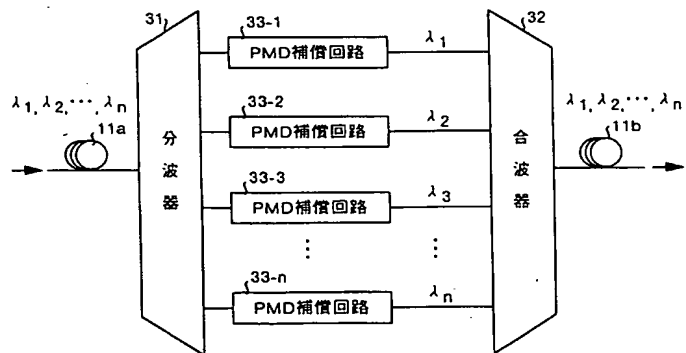 31
33-1
32
PMD補償回路
λ1
33-2
λ1, λ2, ⋯, λn
λ1, λ2, ⋯, λn
11a
PMD補償回路
λ2
11b
分波器
合波器
33-3
PMD補償回路
λ3
⋮
⋮
33-n
PMD補償回路
λn